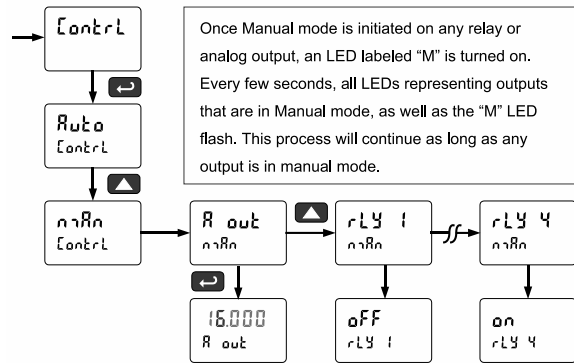 Contrl
Once Manual mode is initiated on any relay or
analog output, an LED labeled “M” is turned on.
Every few seconds, all LEDs representing outputs
that are in Manual mode, as well as the “M” LED
flash. This process will continue as long as any
output is in manual mode.
Auto
Contrl
mAn
Contrl
A out
mAn
rLY 1
mAn
rLY 4
mAn
16.000
A out
oFF
rLY 1
on
rLY 4